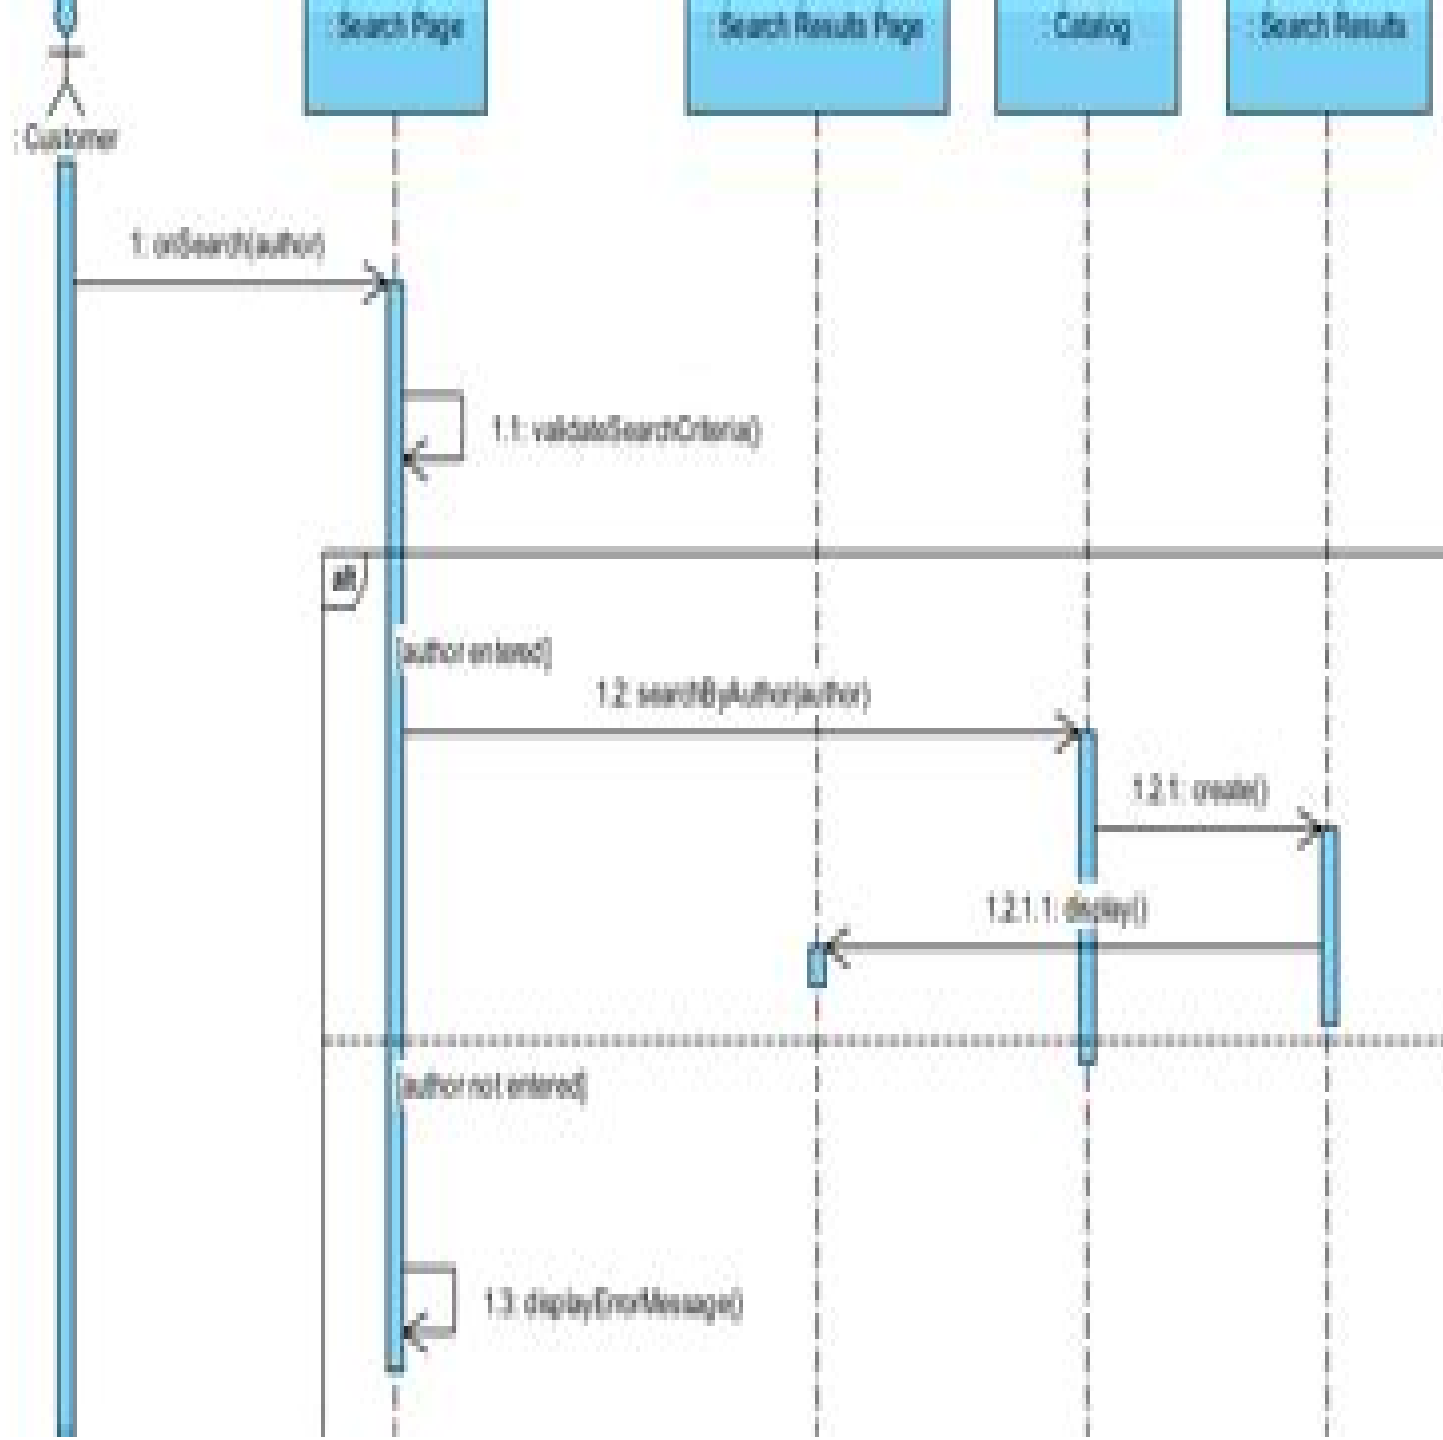 : Search Page
: Search Results Page
: Catalog
: Search Results
: Customer
1: onSearch(author)
1.1: validateSearchCriteria()
alt
[author entered]
1.2: searchByAuthor(author)
1.2.1: create()
1.2.1.1: display()
[author not entered]
1.3: displayErrorMessage()